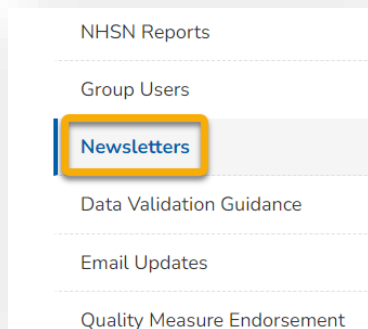 NHSN Reports
Group Users
Newsletters
Data Validation Guidance
Email Updates
Quality Measure Endorsement